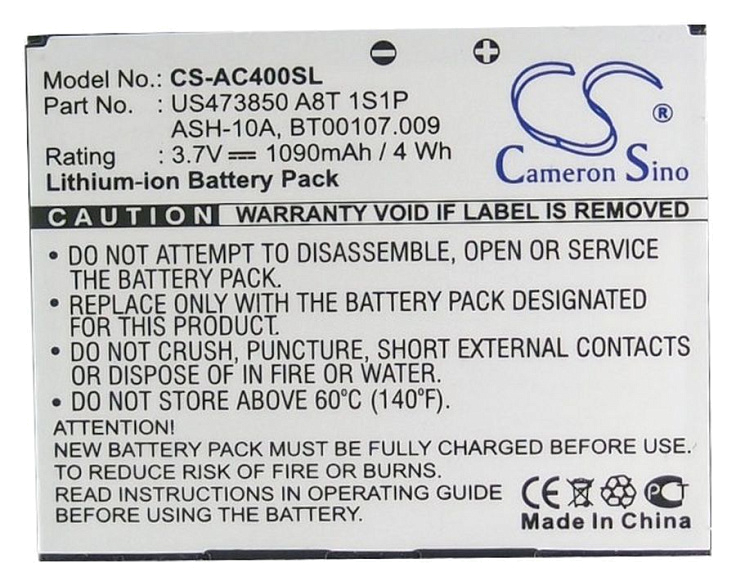 Model No.: CS-AC400SL
Part No. : US473850 A8T 1S1P
ASH-10A, BT00107.009
Rating : 3.7V 1090mAh / 4 Wh
Lithium-ion Battery Pack
CS ®
Cameron Sino
CAUTION WARRANTY VOID IF LABEL IS REMOVED
• DO NOT ATTEMPT TO DISASSEMBLE, OPEN OR SERVICE
THE BATTERY PACK.
• REPLACE ONLY WITH THE BATTERY PACK DESIGNATED
FOR THIS PRODUCT.
• DO NOT CRUSH, PUNCTURE, SHORT EXTERNAL CONTACTS
OR DISPOSE OF IN FIRE OR WATER.
• DO NOT STORE ABOVE 60°C (140°F).
ATTENTION!
NEW BATTERY PACK MUST BE FULLY CHARGED BEFORE USE.
TO REDUCE RISK OF FIRE OR BURNS.
READ INSTRUCTIONS IN OPERATING GUIDE
BEFORE USING THE BATTERY.
CE PCT
Made In China